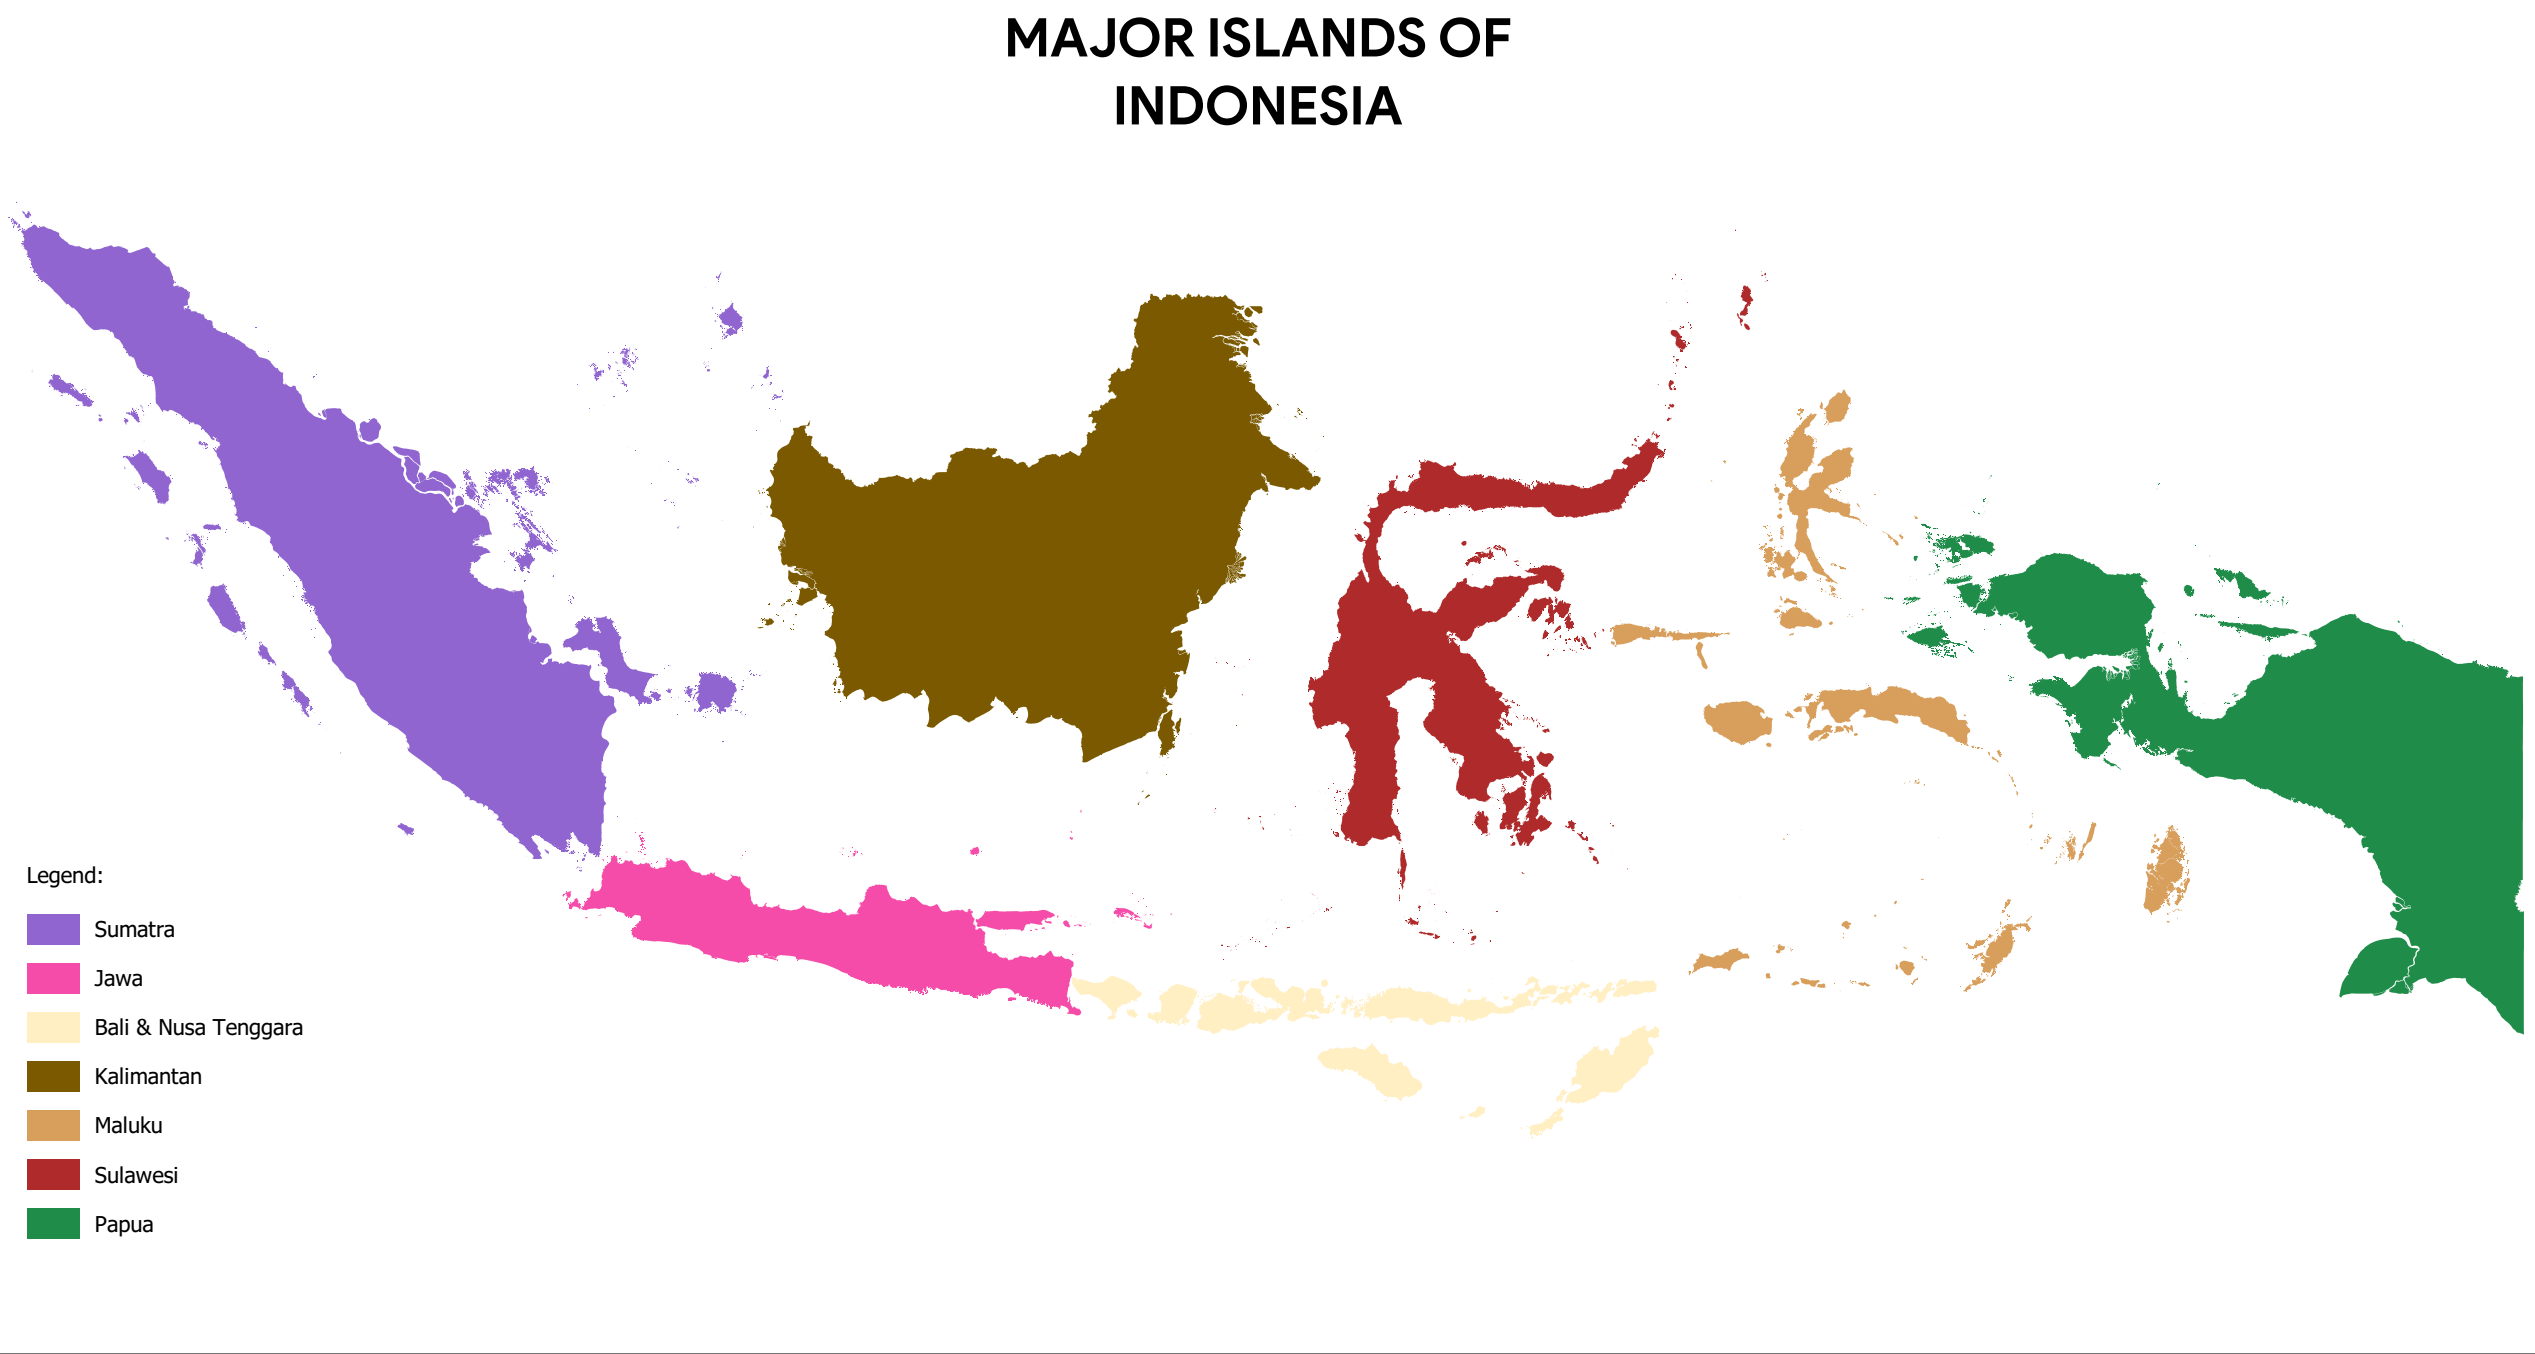 MAJOR ISLANDS OF
INDONESIA
Legend:
Sumatra
Jawa
Bali & Nusa Tenggara
Kalimantan
Maluku
Sulawesi
Papua